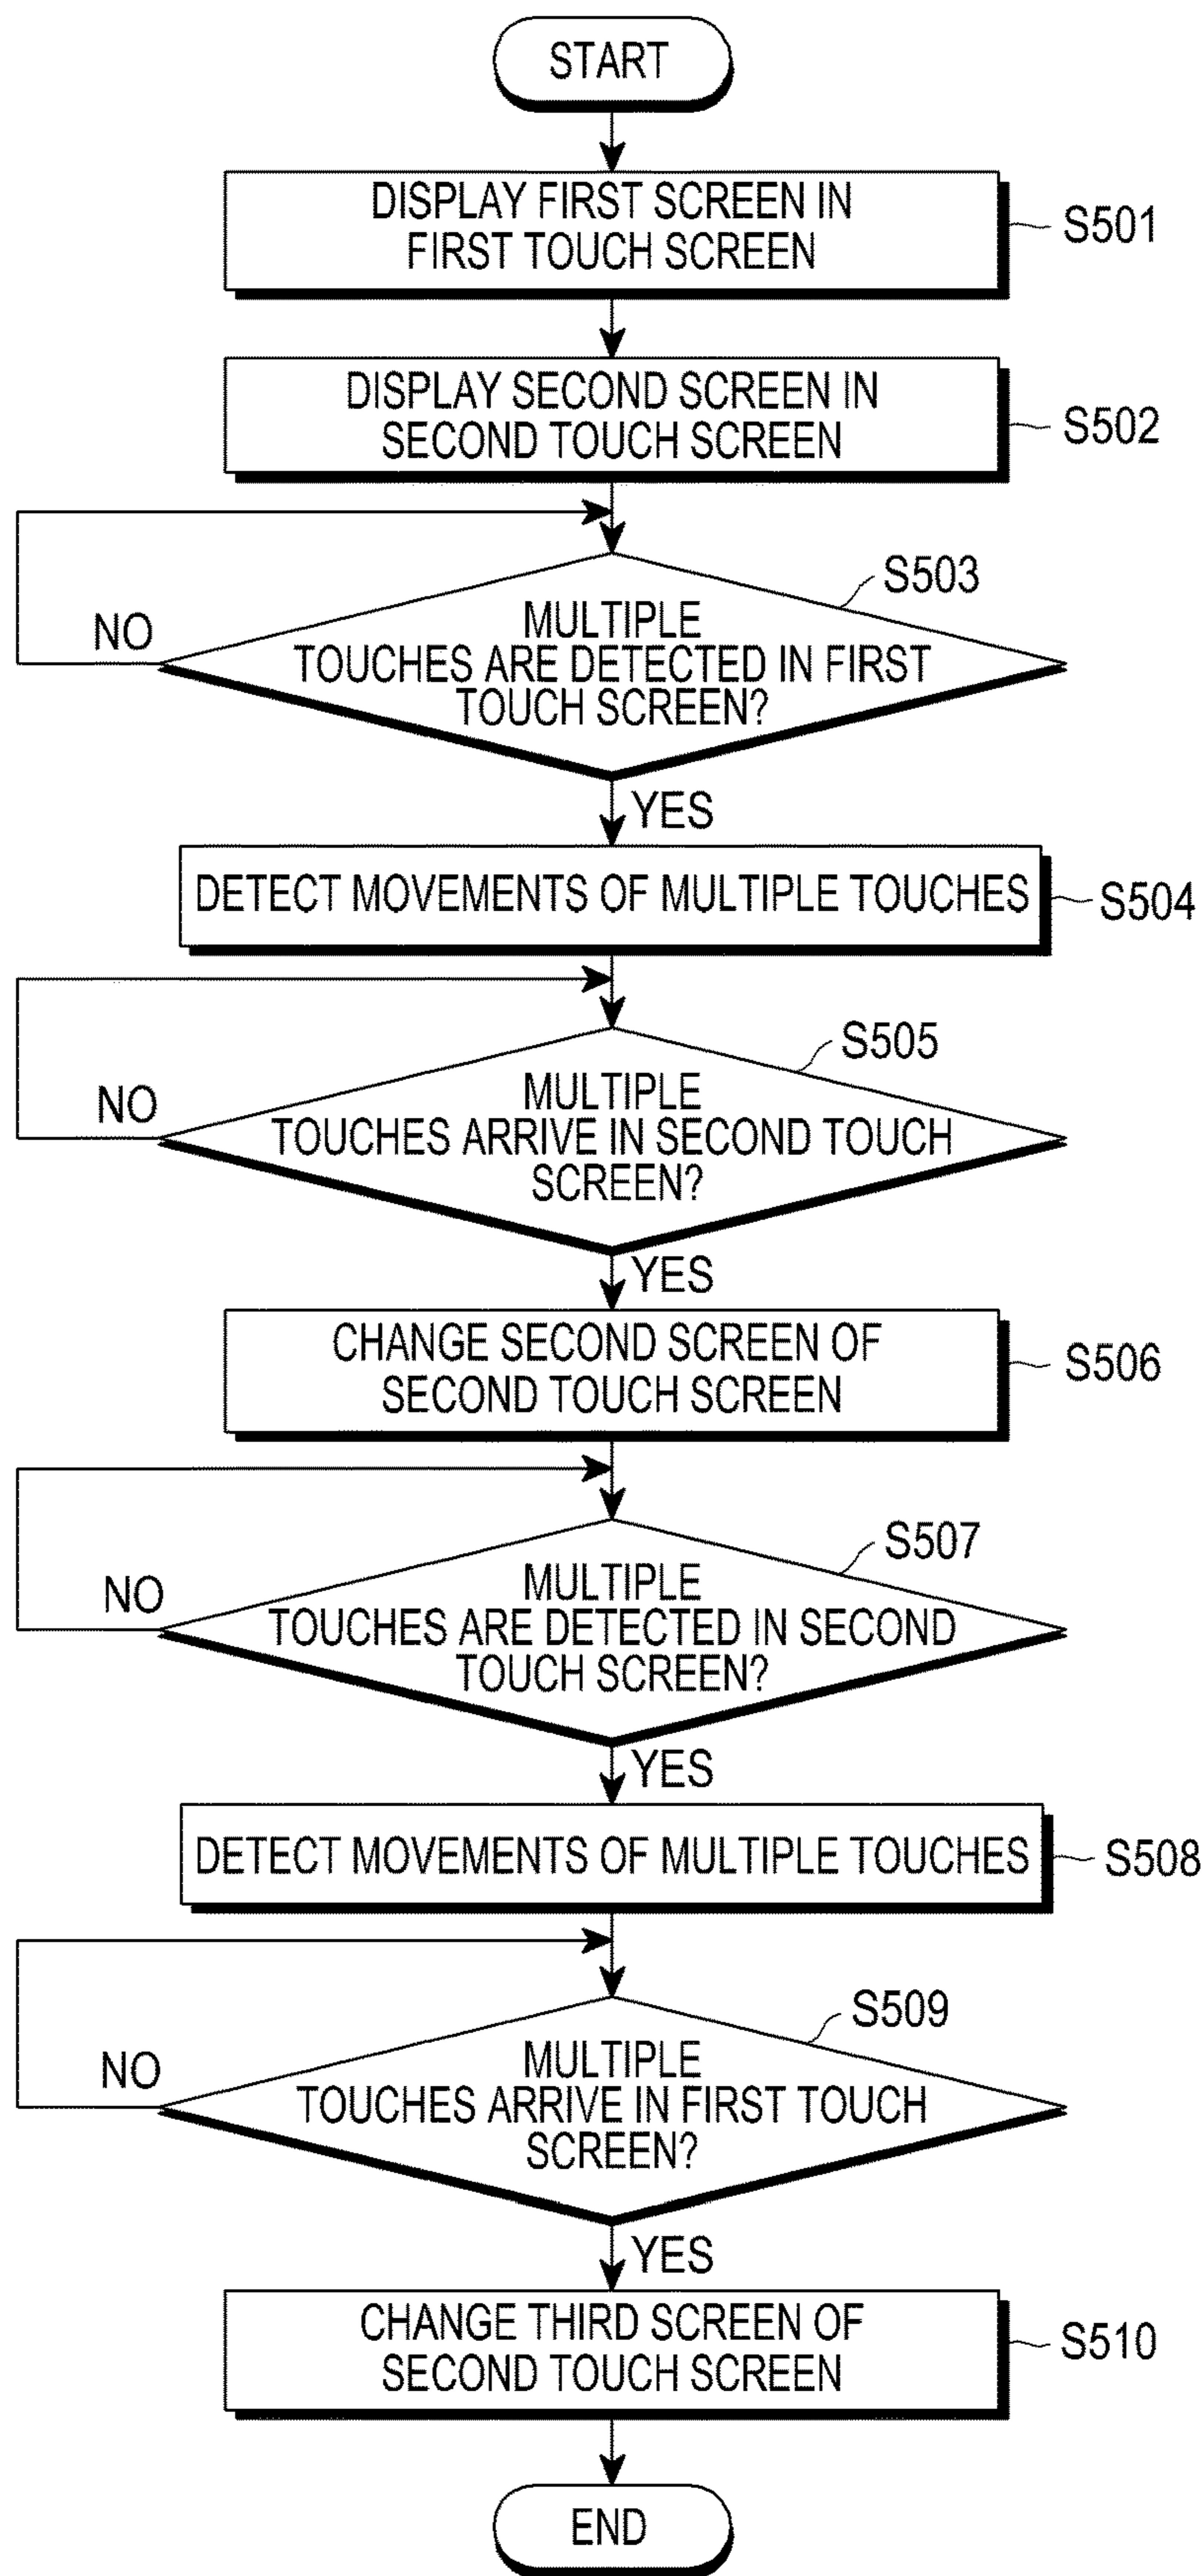 START
DISPLAY FIRST SCREEN IN
FIRST TOUCH SCREEN
S501
DISPLAY SECOND SCREEN IN
SECOND TOUCH SCREEN
S502
S503
MULTIPLE
TOUCHES ARE DETECTED IN FIRST
TOUCH SCREEN?
NO
YES
DETECT MOVEMENTS OF MULTIPLE TOUCHES
S504
S505
MULTIPLE
TOUCHES ARRIVE IN SECOND TOUCH
SCREEN?
NO
YES
CHANGE SECOND SCREEN OF
SECOND TOUCH SCREEN
S506
S507
MULTIPLE
TOUCHES ARE DETECTED IN SECOND
TOUCH SCREEN?
NO
YES
DETECT MOVEMENTS OF MULTIPLE TOUCHES
S508
S509
MULTIPLE
TOUCHES ARRIVE IN FIRST TOUCH
SCREEN?
NO
YES
CHANGE THIRD SCREEN OF
SECOND TOUCH SCREEN
S510
END